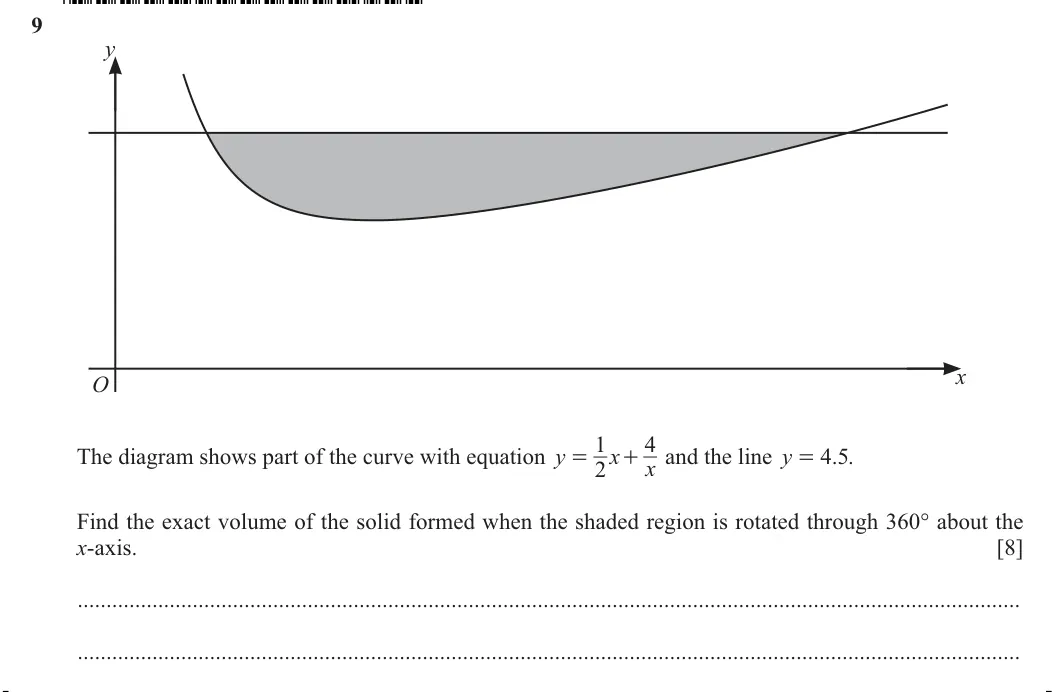 9
y
O
x
The diagram shows part of the curve with equation y = 1/2 x + 4/x and the line y = 4.5.
Find the exact volume of the solid formed when the shaded region is rotated through 360° about the
x-axis. [8]